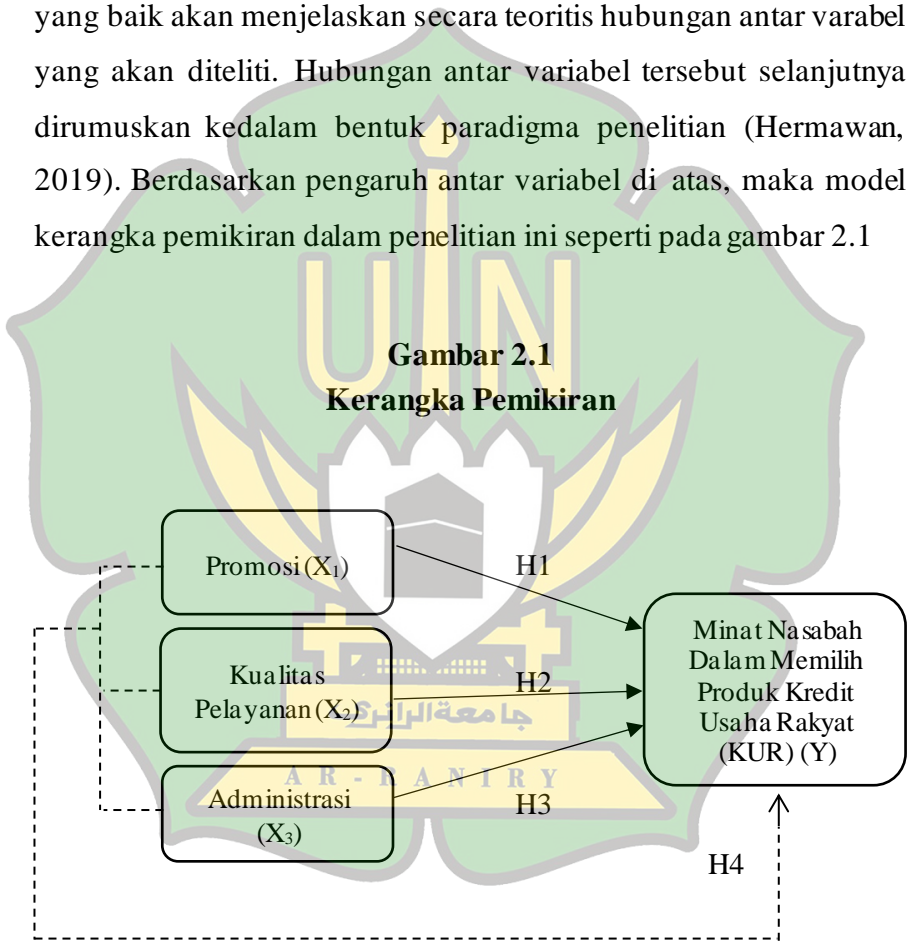 yang baik akan menjelaskan secara teoritis hubungan antar varabel
yang akan diteliti. Hubungan antar variabel tersebut selanjutnya
dirumuskan kedalam bentuk paradigma penelitian (Hermawan,
2019). Berdasarkan pengaruh antar variabel di atas, maka model
kerangka pemikiran dalam penelitian ini seperti pada gambar 2.1
UIN
Gambar 2.1
Kerangka Pemikiran
Promosi (X₁)
H1
Kualitas
Pelayanan (X₂)
H2
Administrasi
(X₃)
H3
Minat Nasabah
Dalam Memilih
Produk Kredit
Usaha Rakyat
(KUR) (Y)
H4
جامعة الرانري
AR-RANIRY